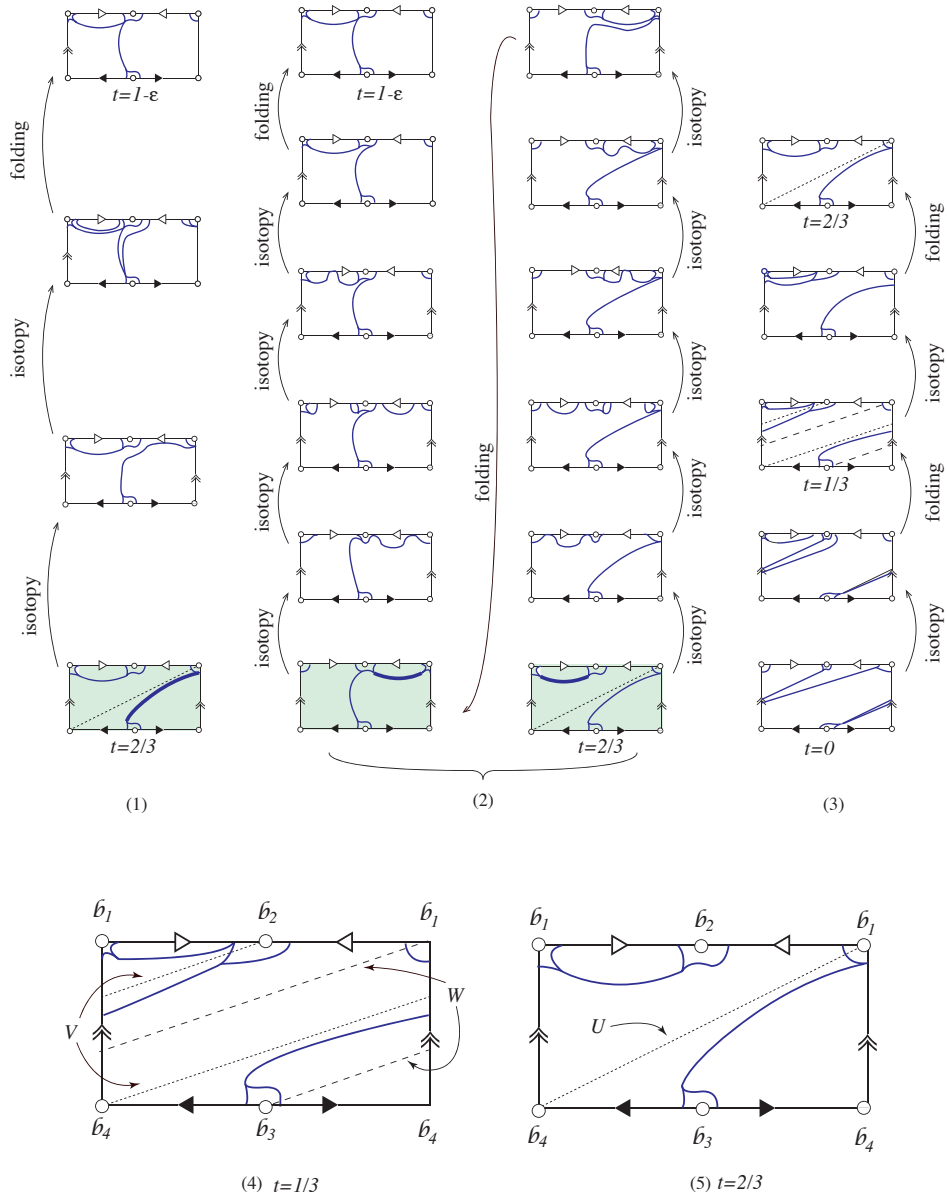 t=1-ε
folding
isotopy
isotopy
t=2/3
(1)
t=1-ε
folding
isotopy
isotopy
isotopy
isotopy
folding
isotopy
isotopy
isotopy
isotopy
t=2/3
(2)
t=2/3
folding
isotopy
t=1/3
folding
isotopy
t=0
(3)
b1 b2 b1
V W
b4 b3 b4
(4) t=1/3
b1 b2 b1
U
b4 b3 b4
(5) t=2/3